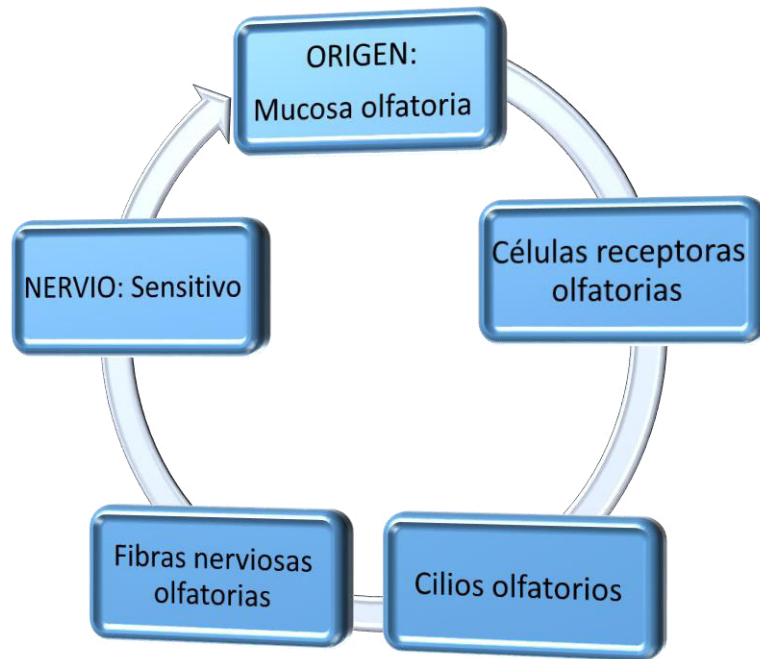 ORIGEN:
Mucosa olfatoria
Células receptoras
olfatorias
Cilios olfatorios
Fibras nerviosas
olfatorias
NERVIO: Sensitivo